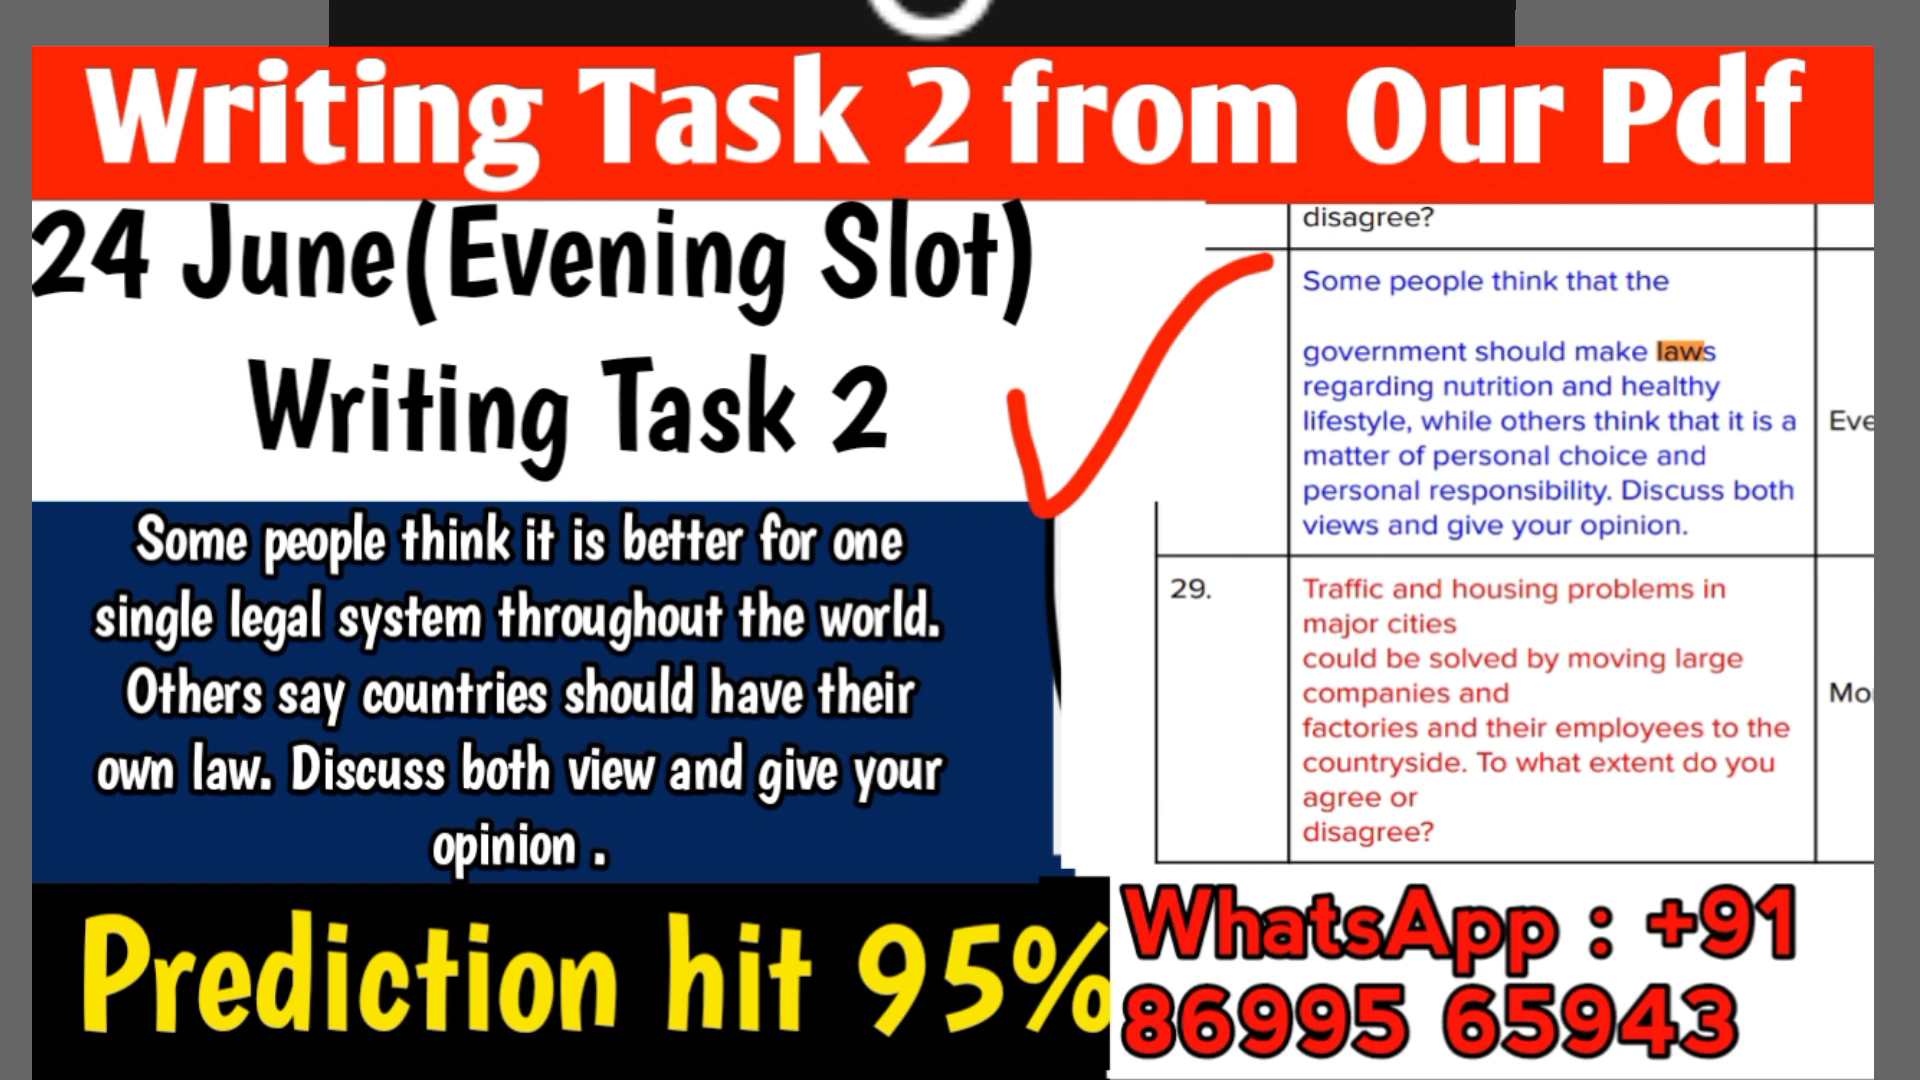 Writing Task 2 from Our Pdf
24 June(Evening Slot)
Writing Task 2
Some people think it is better for one
single legal system throughout the world.
Others say countries should have their
own law. Discuss both view and give your
opinion .
Prediction hit 95%
disagree?
Some people think that the
government should make laws
regarding nutrition and healthy
lifestyle, while others think that it is a
matter of personal choice and
personal responsibility. Discuss both
views and give your opinion.
Eve
29.
Traffic and housing problems in
major cities
could be solved by moving large
companies and
factories and their employees to the
countryside. To what extent do you
agree or
disagree?
Mo
WhatsApp : +91
86995 65943